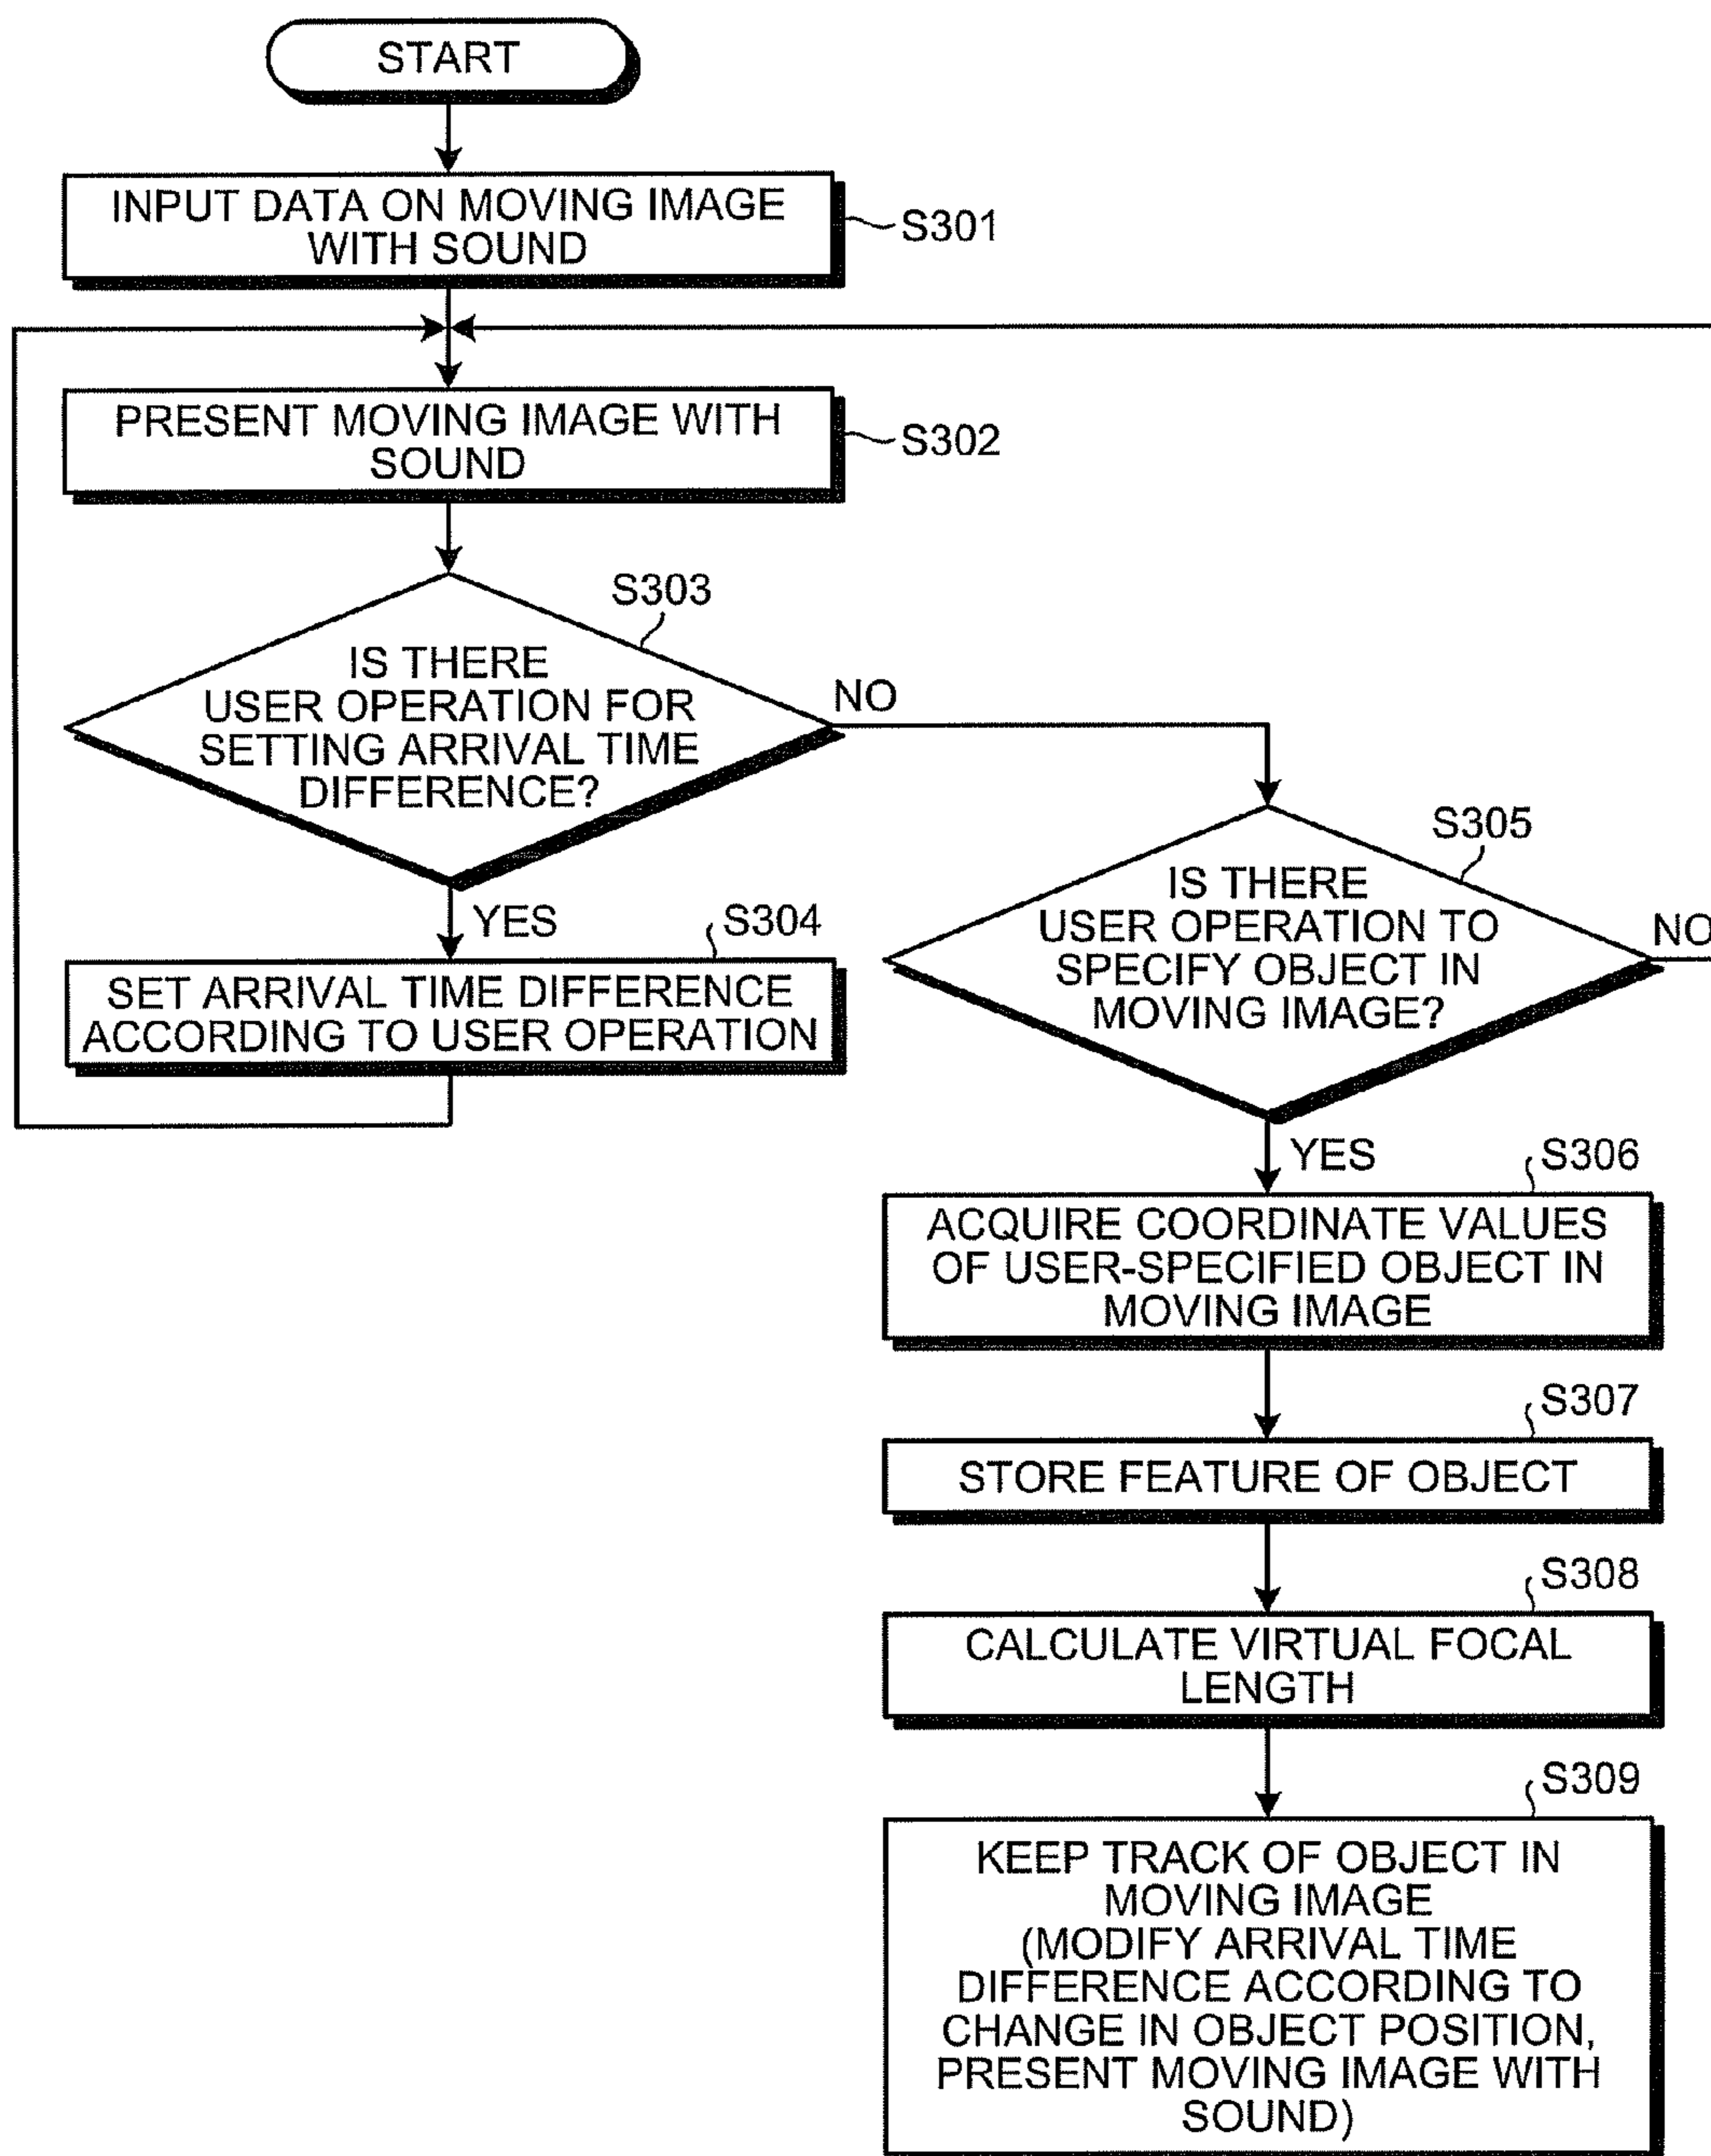 START
INPUT DATA ON MOVING IMAGE
WITH SOUND
S301
PRESENT MOVING IMAGE WITH
SOUND
S302
S303
IS THERE
USER OPERATION FOR
SETTING ARRIVAL TIME
DIFFERENCE?
NO
YES
S304
SET ARRIVAL TIME DIFFERENCE
ACCORDING TO USER OPERATION
S305
IS THERE
USER OPERATION TO
SPECIFY OBJECT IN
MOVING IMAGE?
NO
YES
S306
ACQUIRE COORDINATE VALUES
OF USER-SPECIFIED OBJECT IN
MOVING IMAGE
S307
STORE FEATURE OF OBJECT
S308
CALCULATE VIRTUAL FOCAL
LENGTH
S309
KEEP TRACK OF OBJECT IN
MOVING IMAGE
(MODIFY ARRIVAL TIME
DIFFERENCE ACCORDING TO
CHANGE IN OBJECT POSITION,
PRESENT MOVING IMAGE WITH
SOUND)